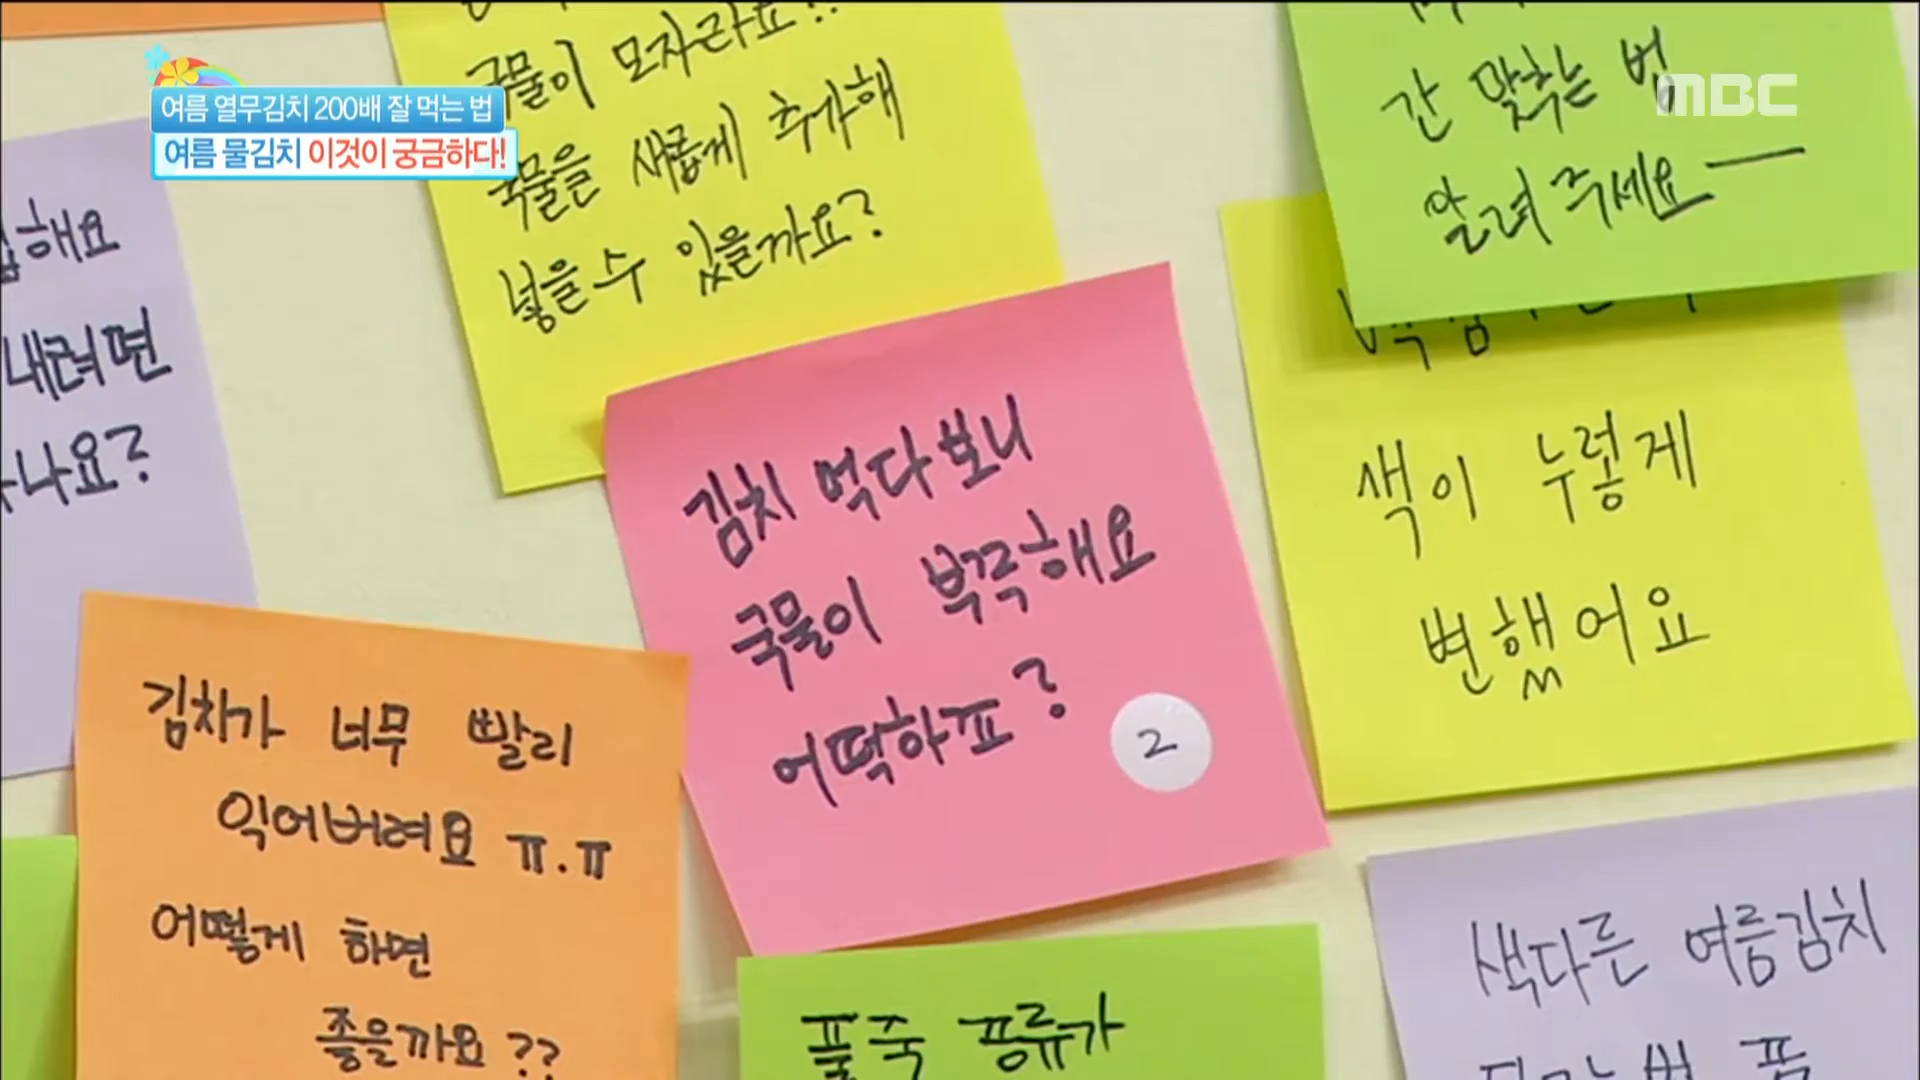 여름 열무김치 200배 잘 먹는 법
여름 물김치 이것이 궁금하다!
MBC
국물이 모자라요??
국물을 새롭게 추가해
넣을 수 있을까요?
간 맞추는 법
알려주세요
해요
내려면
나요?
김치 먹다보니
국물이 부족해요
어떡하죠?
2
색이 누렇게
변했어요
김치가 너무 빨리
익어버려요 ㅠ.ㅠ
어떻게 하면
좋을까요??
풀죽 종류가
색다른 여름김치